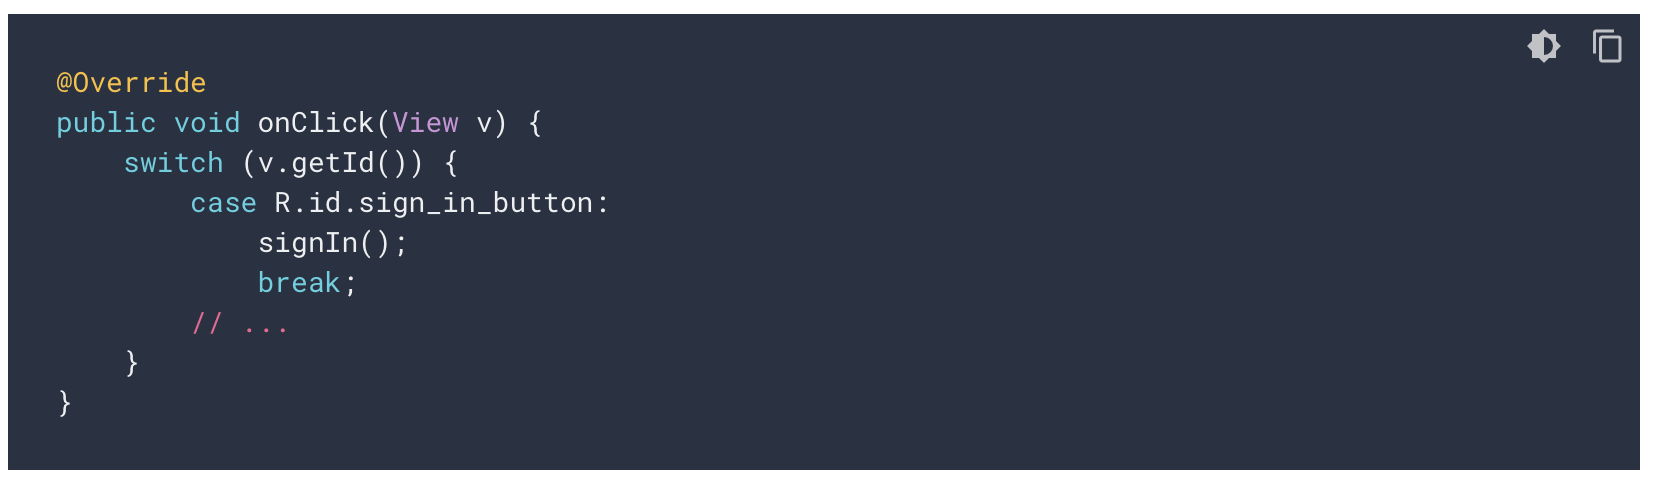 @Override
public void onClick(View v) {
    switch (v.getId()) {
        case R.id.sign_in_button:
            signIn();
            break;
        // ...
    }
}